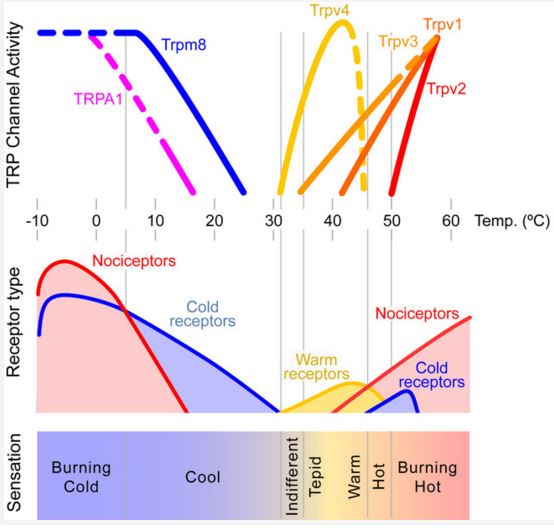 TRP Channel Activity
Trpv4
Trpv1
Trpv3
Trpm8
TRPA1
Trpv2
-10 0 10 20 30 40 50 60 Temp. (ºC)
Receptor type
Nociceptors
Cold
receptors
Warm
receptors
Nociceptors
Cold
receptors
Sensation
Burning
Cold
Cool
Indifferent
Tepid
Warm
Hot
Burning
Hot